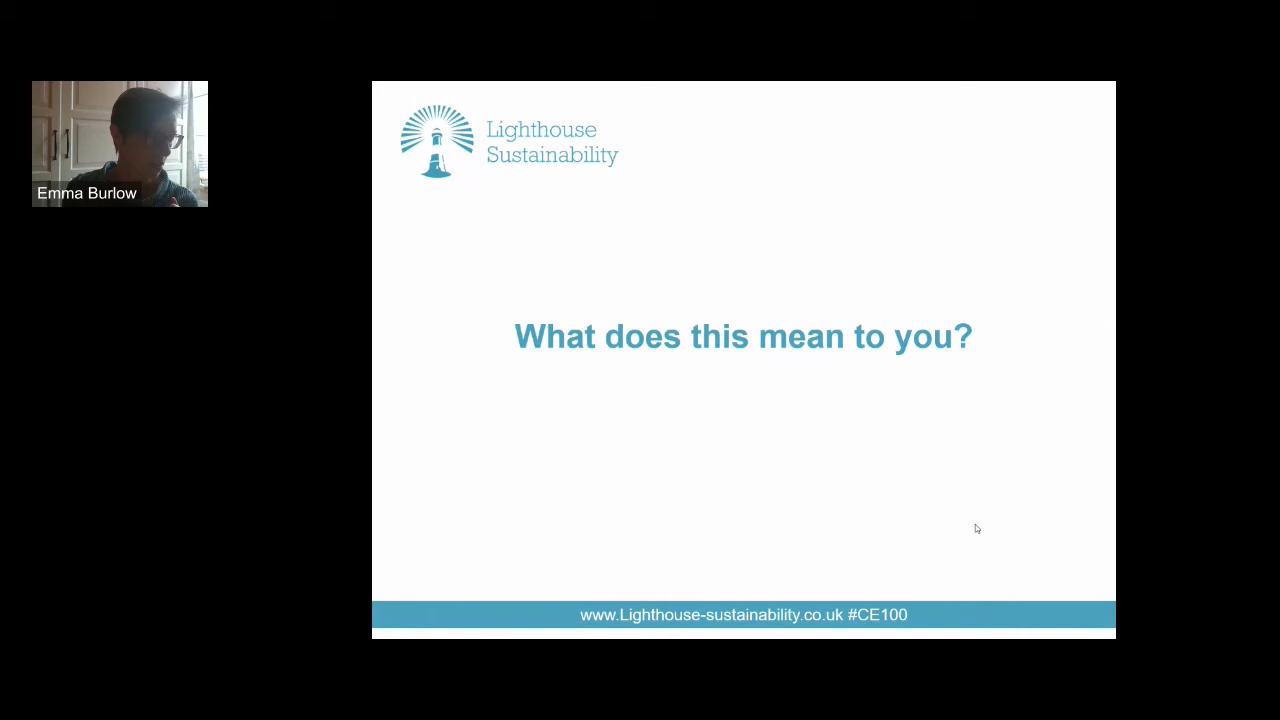 Emma Burlow
Lighthouse
Sustainability
What does this mean to you?
www.Lighthouse-sustainability.co.uk #CE100